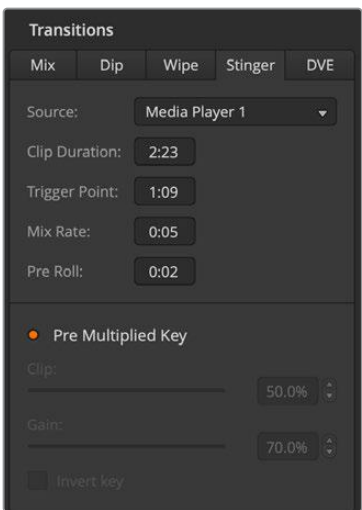 Transitions
Mix Dip Wipe Stinger DVE
Source: Media Player 1
Clip Duration: 2:23
Trigger Point: 1:09
Mix Rate: 0:05
Pre Roll: 0:02
Pre Multiplied Key
Clip:
50.0%
Gain:
70.0%
Invert key